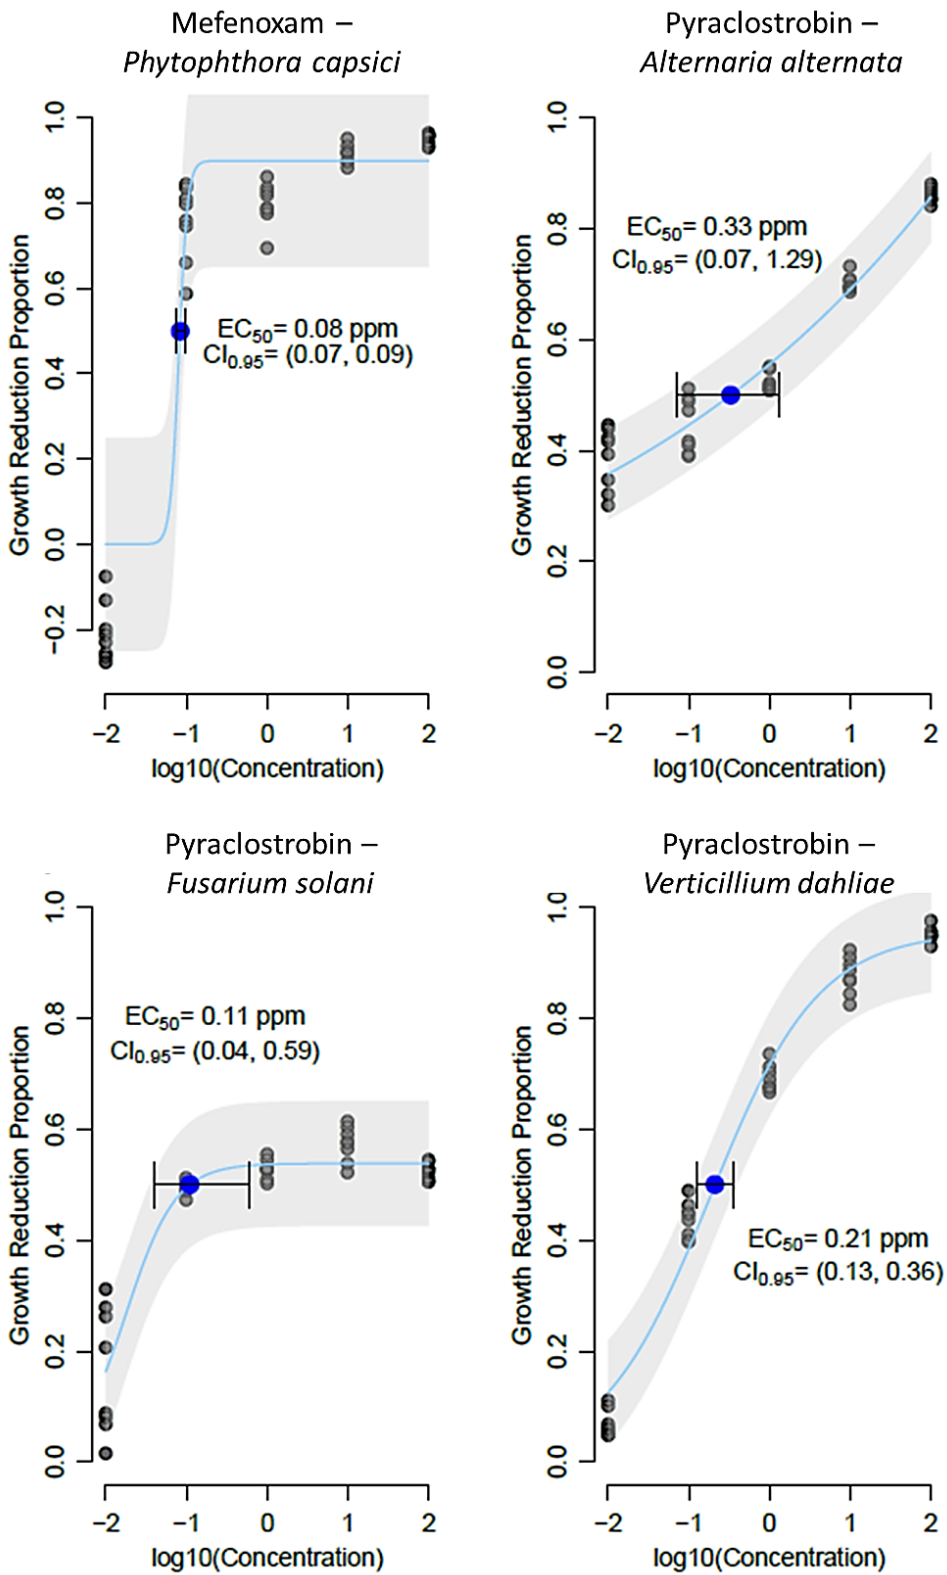 Mefenoxam –
Phytophthora capsici
1.0
0.8
0.6
0.4
0.2
0.0
−0.2
Growth Reduction Proportion
EC50= 0.08 ppm
CI0.95= (0.07, 0.09)
−2 −1 0 1 2
log10(Concentration)
Pyraclostrobin –
Alternaria alternata
1.0
0.8
0.6
0.4
0.2
0.0
Growth Reduction Proportion
EC50= 0.33 ppm
CI0.95= (0.07, 1.29)
−2 −1 0 1 2
log10(Concentration)
Pyraclostrobin –
Fusarium solani
1.0
0.8
0.6
0.4
0.2
0.0
Growth Reduction Proportion
EC50= 0.11 ppm
CI0.95= (0.04, 0.59)
−2 −1 0 1 2
log10(Concentration)
Pyraclostrobin –
Verticillium dahliae
1.0
0.8
0.6
0.4
0.2
0.0
Growth Reduction Proportion
EC50= 0.21 ppm
CI0.95= (0.13, 0.36)
−2 −1 0 1 2
log10(Concentration)